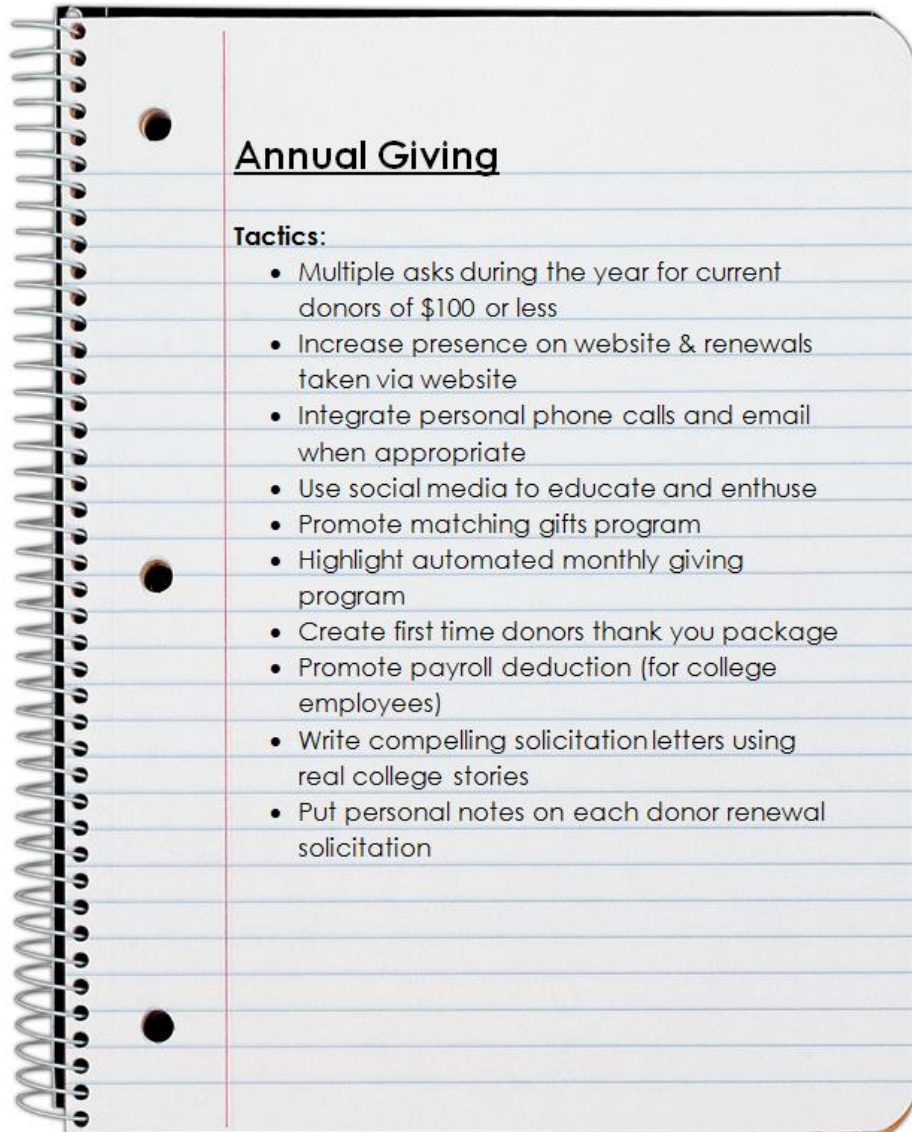 Annual Giving
Tactics:
• Multiple asks during the year for current
donors of $100 or less
• Increase presence on website & renewals
taken via website
• Integrate personal phone calls and email
when appropriate
• Use social media to educate and enthuse
• Promote matching gifts program
• Highlight automated monthly giving
program
• Create first time donors thank you package
• Promote payroll deduction (for college
employees)
• Write compelling solicitation letters using
real college stories
• Put personal notes on each donor renewal
solicitation